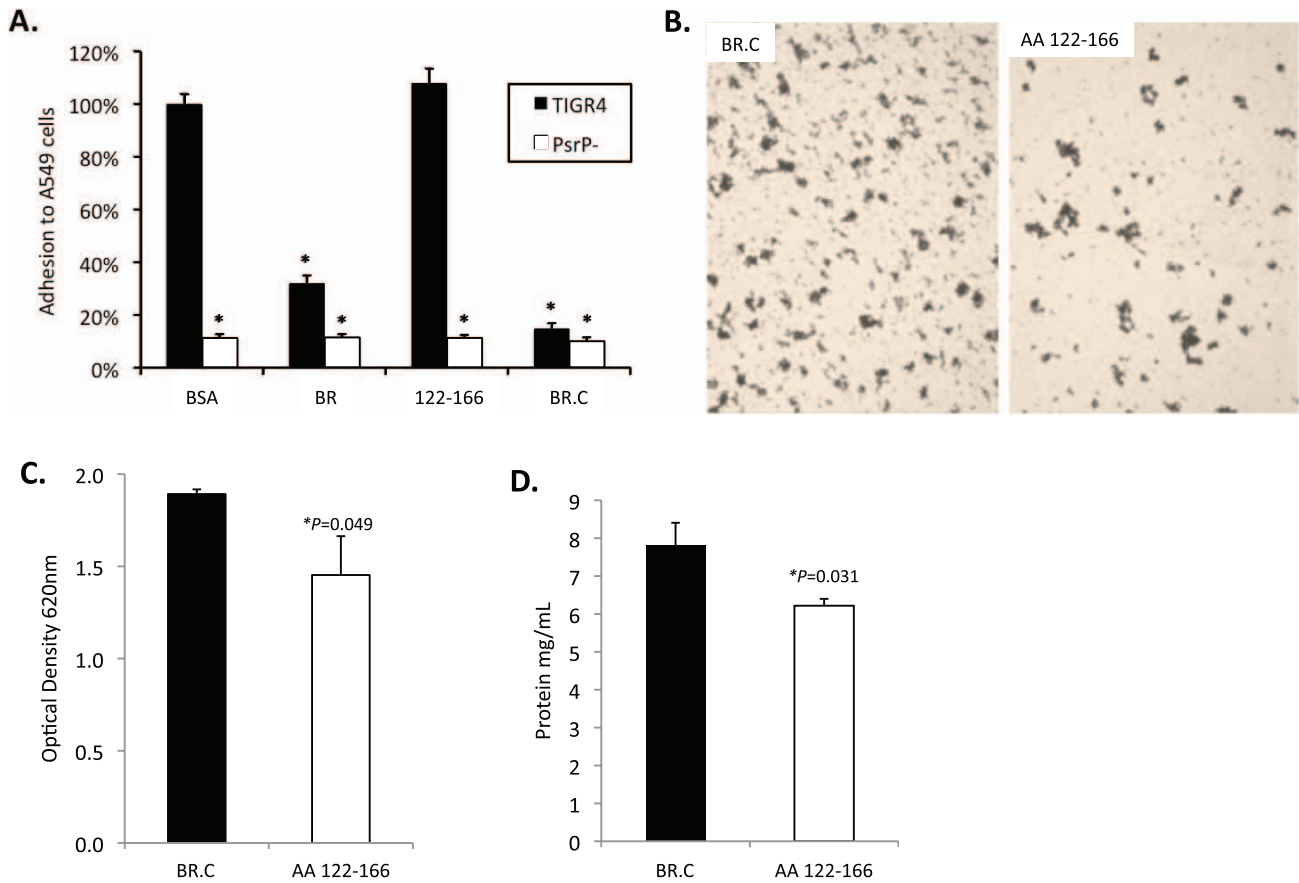 A.
120%
100%
80%
60%
40%
20%
0%
Adhesion to A549 cells
TIGR4
PsrP-
*
*
*
*
*
*
BSA
BR
122-166
BR.C
B.
BR.C
AA 122-166
C.
2.0
1.5
1.0
0.5
0.0
Optical Density 620nm
*P=0.049
BR.C
AA 122-166
D.
9
8
7
6
5
4
3
2
1
0
Protein mg/mL
*P=0.031
BR.C
AA 122-166